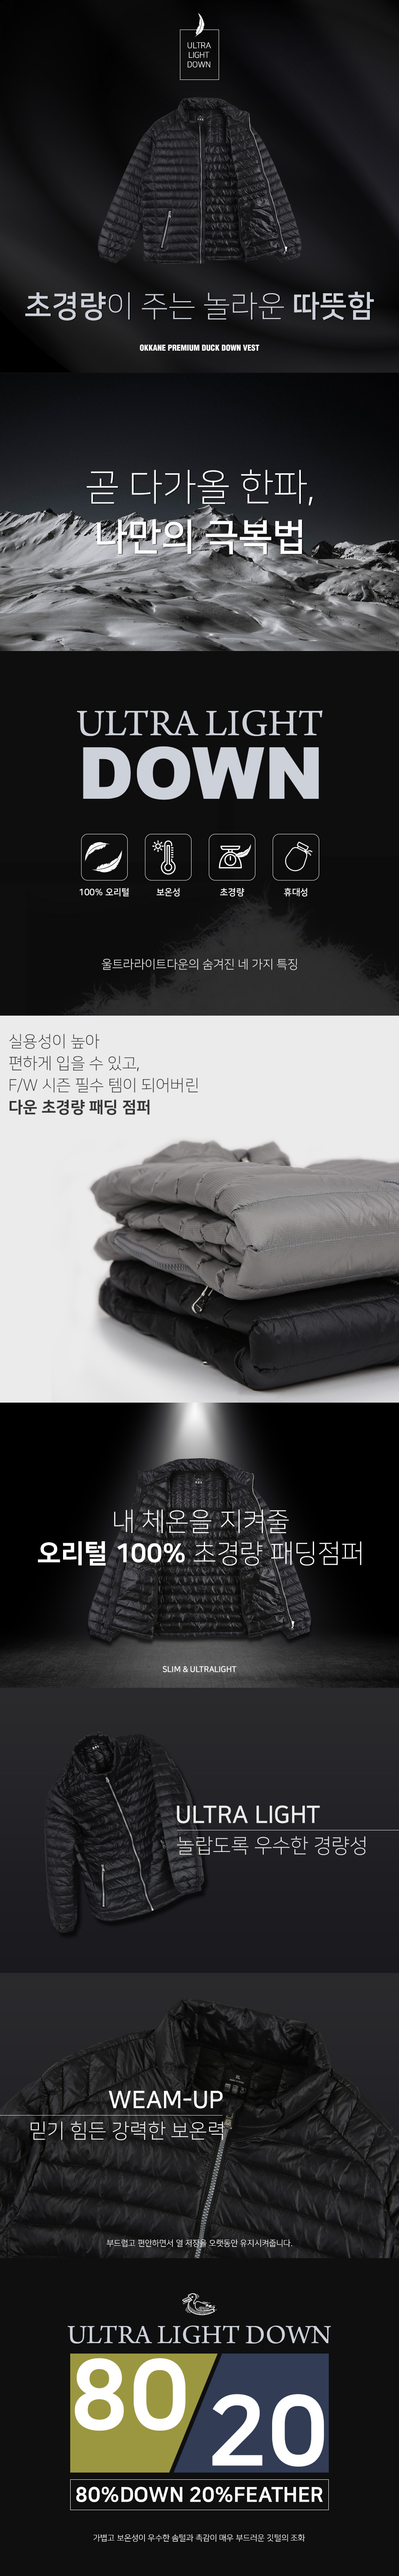 ULTRA
LIGHT
DOWN
초경량이 주는 놀라운 따뜻함
OKKANE PREMIUM DUCK DOWN VEST
곧 다가올 한파,
나만의 극복법
ULTRA LIGHT
DOWN
100% 오리털
보온성
초경량
휴대성
울트라라이트다운의 숨겨진 네 가지 특징
실용성이 높아
편하게 입을 수 있고,
F/W 시즌 필수 템이 되어버린
다운 초경량 패딩 점퍼
내 체온을 지켜줄
오리털 100% 초경량 패딩점퍼
SLIM & ULTRALIGHT
ULTRA LIGHT
놀랍도록 우수한 경량성
WEAM-UP
믿기 힘든 강력한 보온력
부드럽고 편안하면서 열 저장을 오랫동안 유지시켜줍니다.
ULTRA LIGHT DOWN
80
20
80%DOWN 20%FEATHER
가볍고 보온성이 우수한 솜털과 촉감이 매우 부드러운 깃털의 조화